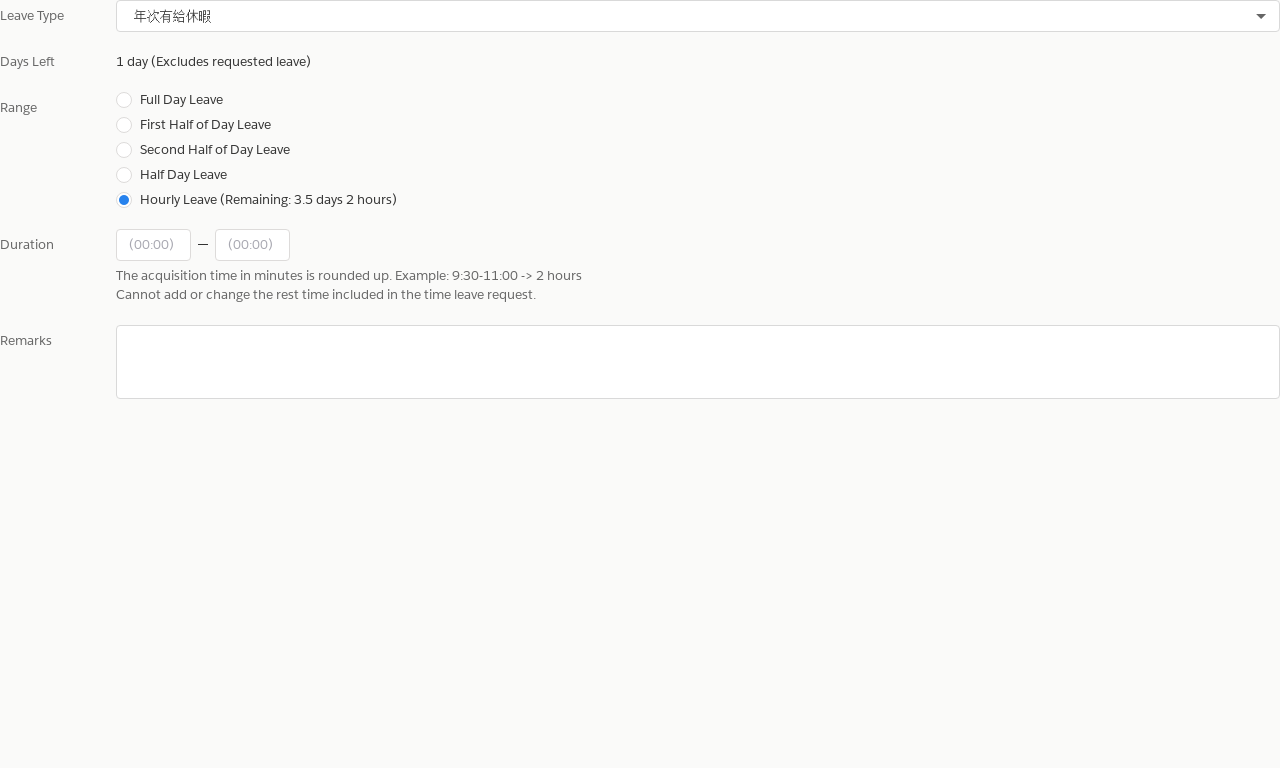 Leave Type
年次有給休暇
Days Left
1 day (Excludes requested leave)
Range
Full Day Leave
First Half of Day Leave
Second Half of Day Leave
Half Day Leave
Hourly Leave (Remaining: 3.5 days 2 hours)
Duration
(00:00) – (00:00)
The acquisition time in minutes is rounded up. Example: 9:30-11:00 -> 2 hours
Cannot add or change the rest time included in the time leave request.
Remarks